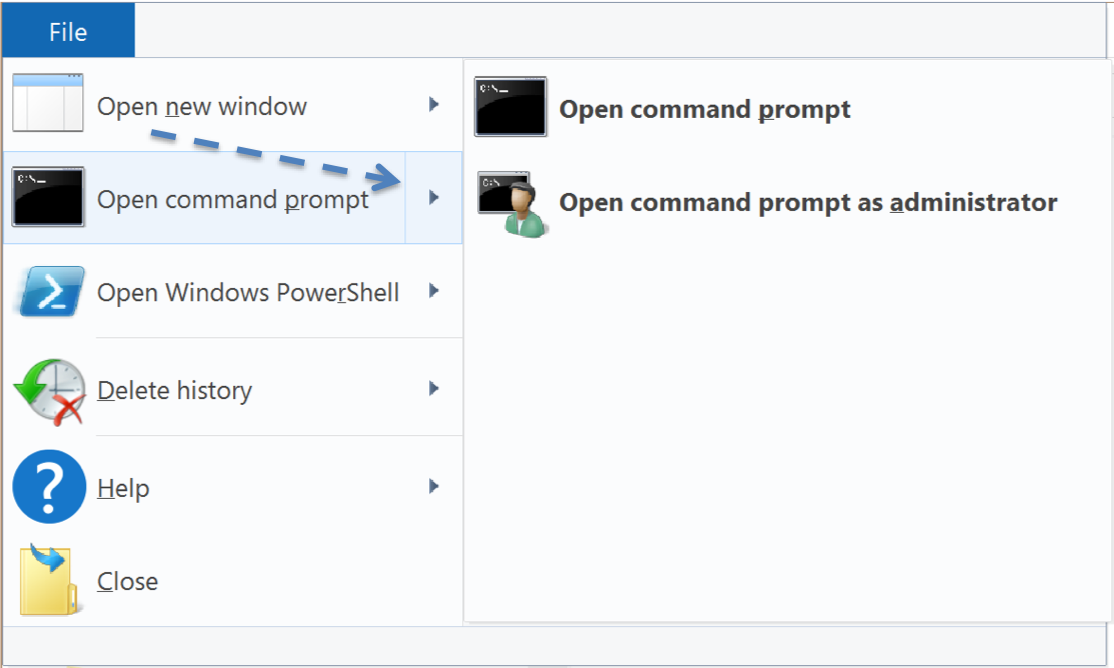 File
Open new window
Open command prompt
Open Windows PowerShell
Delete history
Help
Close
C:\_
Open command prompt
C:\_
Open command prompt as administrator
C:\_